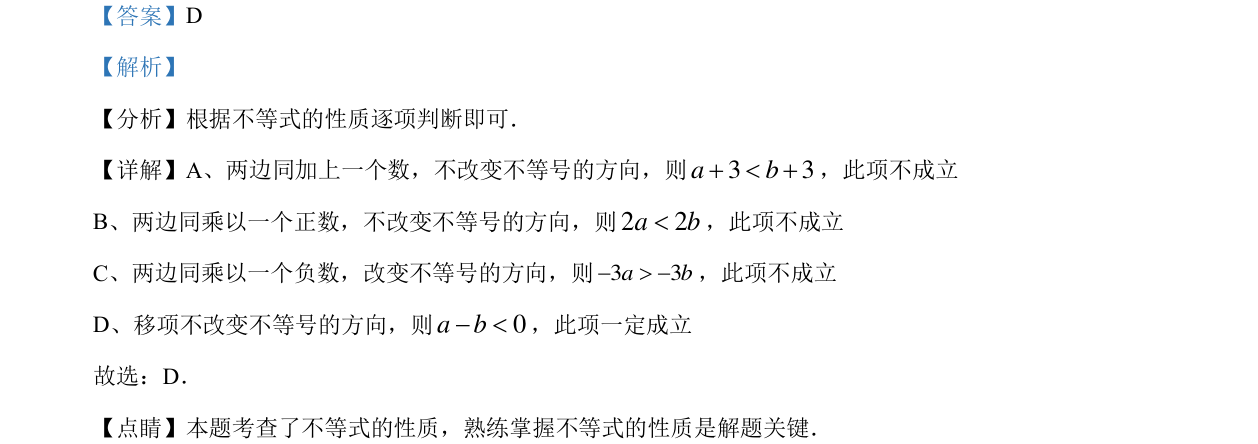 【答案】D
【解析】
【分析】根据不等式的性质逐项判断即可．
【详解】A、两边同加上一个数，不改变不等号的方向，则a+3<b+3，此项不成立
B、两边同乘以一个正数，不改变不等号的方向，则2a<2b，此项不成立
C、两边同乘以一个负数，改变不等号的方向，则−3a>−3b，此项不成立
D、移项不改变不等号的方向，则a−b<0，此项一定成立
故选：D．
【点睛】本题考查了不等式的性质，熟练掌握不等式的性质是解题关键．